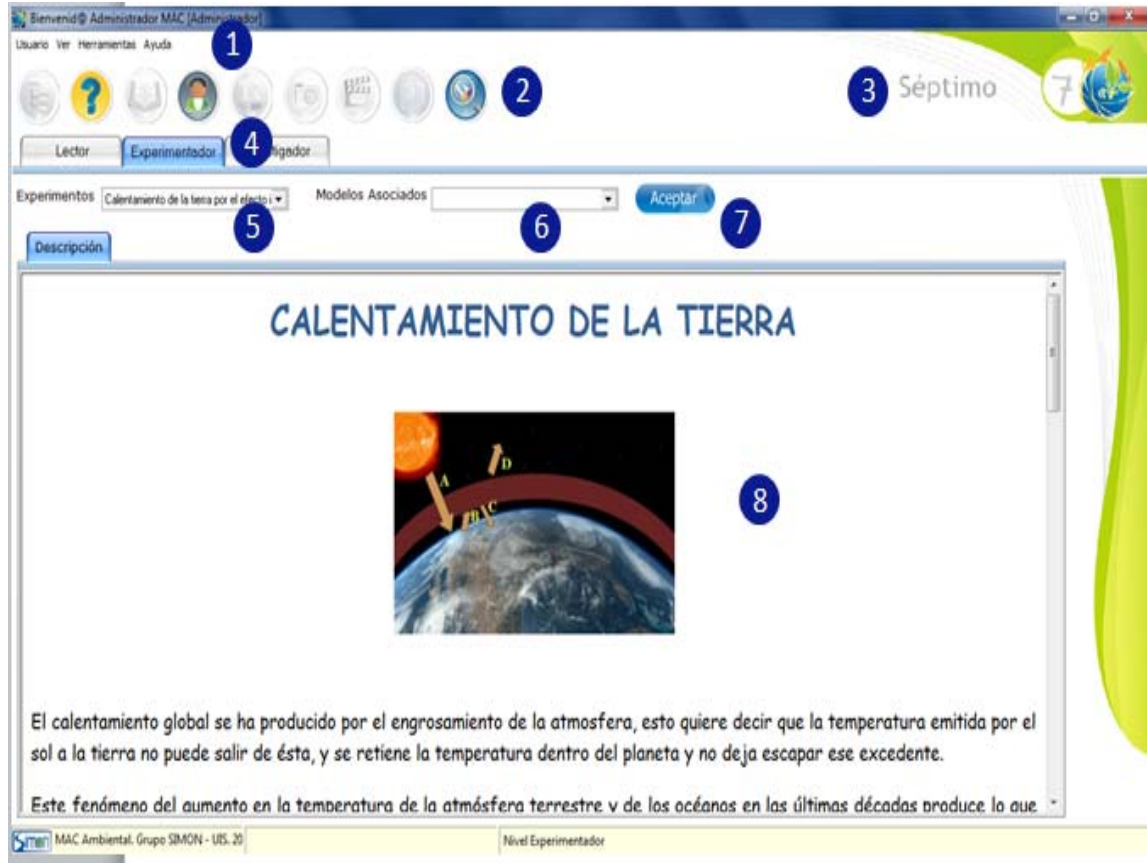 Bienvenid@ Administrador MAC [Administrador]
Usuario Ver Herramientas Ayuda
1
2
3
Séptimo
7
Lector
Experimentador
4
tigador
Experimentos
Calentamiento de la tierra por el efecto i
Modelos Asociados
Aceptar
5
6
7
Descripción
CALENTAMIENTO DE LA TIERRA
A
B
C
D
8
El calentamiento global se ha producido por el engrosamiento de la atmosfera, esto quiere decir que la temperatura emitida por el
sol a la tierra no puede salir de ésta, y se retiene la temperatura dentro del planeta y no deja escapar ese excedente.
Este fenómeno del aumento en la temperatura de la atmósfera terrestre y de los océanos en las últimas décadas produce lo que
MAC Ambiental. Grupo SIMON - UIS. 20
Nivel Experimentador